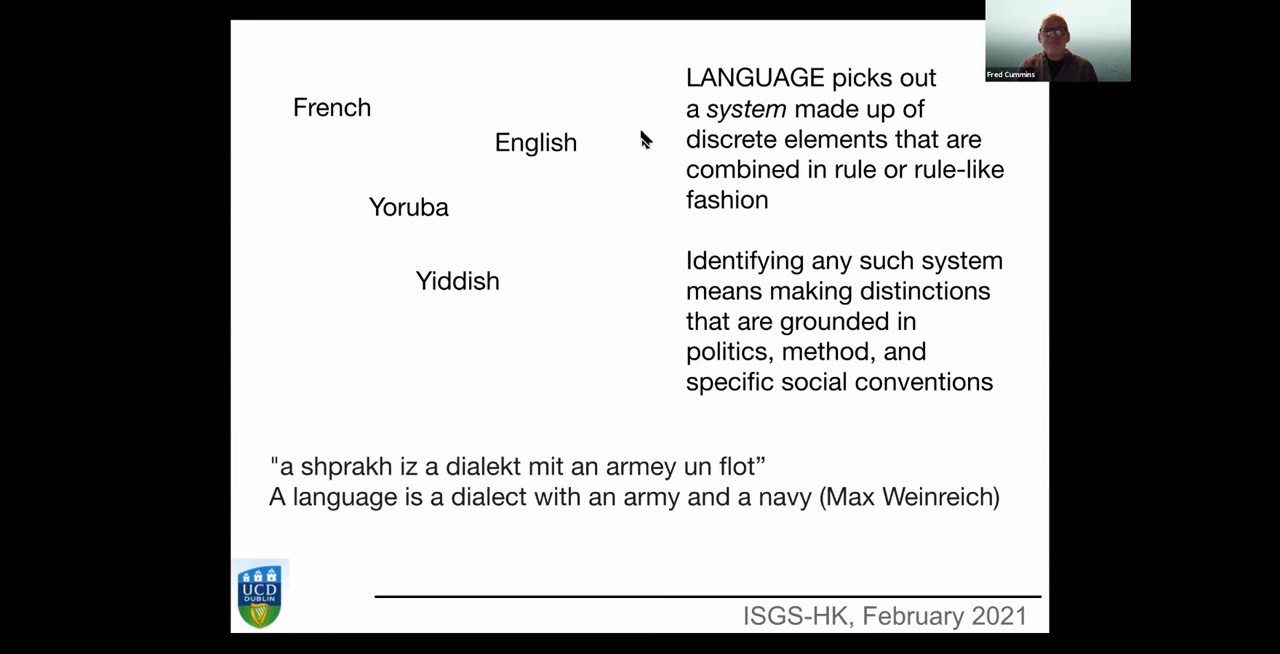 Fred Cummins
French
English
Yoruba
Yiddish
LANGUAGE picks out
a system made up of
discrete elements that are
combined in rule or rule-like
fashion
Identifying any such system
means making distinctions
that are grounded in
politics, method, and
specific social conventions
"a shprakh iz a dialekt mit an armey un flot”
A language is a dialect with an army and a navy (Max Weinreich)
UCD
DUBLIN
ISGS-HK, February 2021